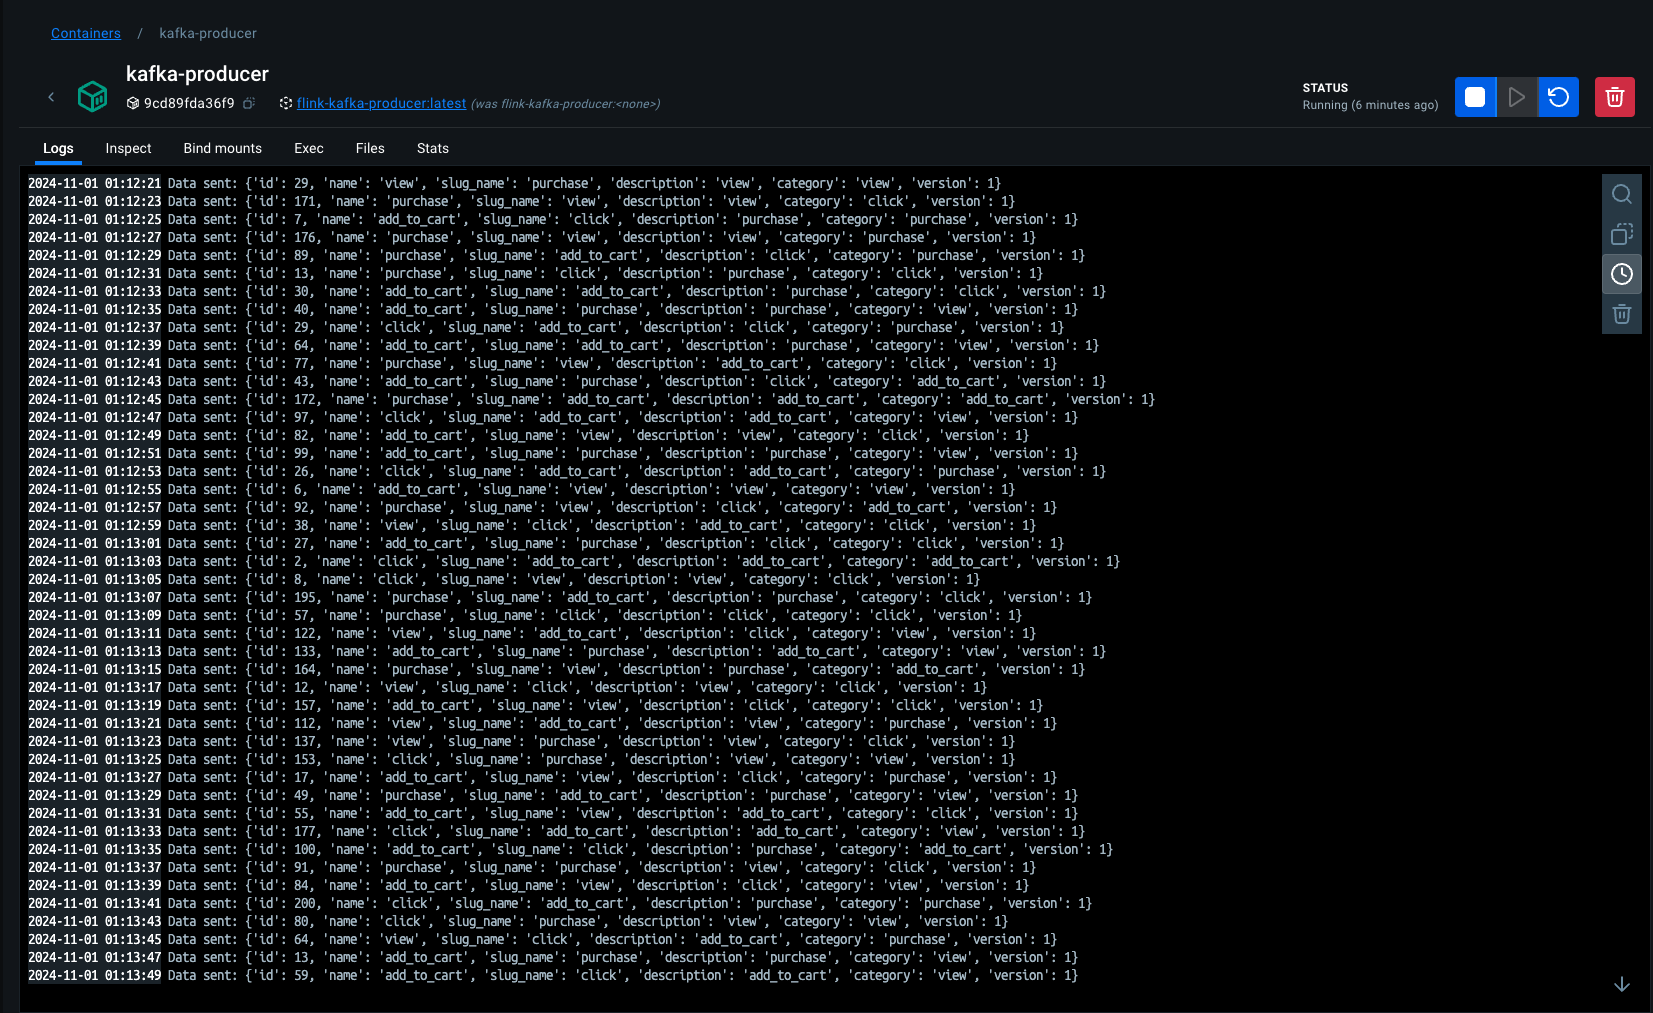 Containers / kafka-producer
kafka-producer
9cd89fda36f9 flink-kafka-producer:latest (was flink-kafka-producer:<none>)
STATUS
Running (6 minutes ago)
Logs Inspect Bind mounts Exec Files Stats
2024-11-01 01:12:21 Data sent: {'id': 29, 'name': 'view', 'slug_name': 'purchase', 'description': 'view', 'category': 'view', 'version': 1}
2024-11-01 01:12:23 Data sent: {'id': 171, 'name': 'purchase', 'slug_name': 'view', 'description': 'view', 'category': 'click', 'version': 1}
2024-11-01 01:12:25 Data sent: {'id': 7, 'name': 'add_to_cart', 'slug_name': 'click', 'description': 'purchase', 'category': 'purchase', 'version': 1}
2024-11-01 01:12:27 Data sent: {'id': 176, 'name': 'purchase', 'slug_name': 'view', 'description': 'view', 'category': 'purchase', 'version': 1}
2024-11-01 01:12:29 Data sent: {'id': 89, 'name': 'purchase', 'slug_name': 'add_to_cart', 'description': 'click', 'category': 'purchase', 'version': 1}
2024-11-01 01:12:31 Data sent: {'id': 13, 'name': 'purchase', 'slug_name': 'click', 'description': 'purchase', 'category': 'click', 'version': 1}
2024-11-01 01:12:33 Data sent: {'id': 30, 'name': 'add_to_cart', 'slug_name': 'add_to_cart', 'description': 'purchase', 'category': 'click', 'version': 1}
2024-11-01 01:12:35 Data sent: {'id': 40, 'name': 'add_to_cart', 'slug_name': 'purchase', 'description': 'purchase', 'category': 'view', 'version': 1}
2024-11-01 01:12:37 Data sent: {'id': 29, 'name': 'click', 'slug_name': 'add_to_cart', 'description': 'click', 'category': 'purchase', 'version': 1}
2024-11-01 01:12:39 Data sent: {'id': 64, 'name': 'add_to_cart', 'slug_name': 'add_to_cart', 'description': 'purchase', 'category': 'view', 'version': 1}
2024-11-01 01:12:41 Data sent: {'id': 77, 'name': 'purchase', 'slug_name': 'view', 'description': 'add_to_cart', 'category': 'click', 'version': 1}
2024-11-01 01:12:43 Data sent: {'id': 43, 'name': 'add_to_cart', 'slug_name': 'purchase', 'description': 'click', 'category': 'add_to_cart', 'version': 1}
2024-11-01 01:12:45 Data sent: {'id': 172, 'name': 'purchase', 'slug_name': 'add_to_cart', 'description': 'add_to_cart', 'category': 'add_to_cart', 'version': 1}
2024-11-01 01:12:47 Data sent: {'id': 97, 'name': 'click', 'slug_name': 'add_to_cart', 'description': 'add_to_cart', 'category': 'view', 'version': 1}
2024-11-01 01:12:49 Data sent: {'id': 82, 'name': 'add_to_cart', 'slug_name': 'view', 'description': 'view', 'category': 'click', 'version': 1}
2024-11-01 01:12:51 Data sent: {'id': 99, 'name': 'add_to_cart', 'slug_name': 'purchase', 'description': 'purchase', 'category': 'view', 'version': 1}
2024-11-01 01:12:53 Data sent: {'id': 26, 'name': 'click', 'slug_name': 'add_to_cart', 'description': 'add_to_cart', 'category': 'purchase', 'version': 1}
2024-11-01 01:12:55 Data sent: {'id': 6, 'name': 'add_to_cart', 'slug_name': 'view', 'description': 'view', 'category': 'view', 'version': 1}
2024-11-01 01:12:57 Data sent: {'id': 92, 'name': 'purchase', 'slug_name': 'view', 'description': 'click', 'category': 'add_to_cart', 'version': 1}
2024-11-01 01:12:59 Data sent: {'id': 38, 'name': 'view', 'slug_name': 'click', 'description': 'add_to_cart', 'category': 'click', 'version': 1}
2024-11-01 01:13:01 Data sent: {'id': 27, 'name': 'add_to_cart', 'slug_name': 'purchase', 'description': 'click', 'category': 'click', 'version': 1}
2024-11-01 01:13:03 Data sent: {'id': 2, 'name': 'click', 'slug_name': 'add_to_cart', 'description': 'add_to_cart', 'category': 'add_to_cart', 'version': 1}
2024-11-01 01:13:05 Data sent: {'id': 8, 'name': 'click', 'slug_name': 'view', 'description': 'view', 'category': 'click', 'version': 1}
2024-11-01 01:13:07 Data sent: {'id': 195, 'name': 'purchase', 'slug_name': 'add_to_cart', 'description': 'purchase', 'category': 'click', 'version': 1}
2024-11-01 01:13:09 Data sent: {'id': 57, 'name': 'purchase', 'slug_name': 'click', 'description': 'click', 'category': 'click', 'version': 1}
2024-11-01 01:13:11 Data sent: {'id': 122, 'name': 'view', 'slug_name': 'add_to_cart', 'description': 'click', 'category': 'view', 'version': 1}
2024-11-01 01:13:13 Data sent: {'id': 133, 'name': 'add_to_cart', 'slug_name': 'purchase', 'description': 'add_to_cart', 'category': 'view', 'version': 1}
2024-11-01 01:13:15 Data sent: {'id': 164, 'name': 'purchase', 'slug_name': 'view', 'description': 'purchase', 'category': 'add_to_cart', 'version': 1}
2024-11-01 01:13:17 Data sent: {'id': 12, 'name': 'view', 'slug_name': 'click', 'description': 'view', 'category': 'click', 'version': 1}
2024-11-01 01:13:19 Data sent: {'id': 157, 'name': 'add_to_cart', 'slug_name': 'view', 'description': 'click', 'category': 'click', 'version': 1}
2024-11-01 01:13:21 Data sent: {'id': 112, 'name': 'view', 'slug_name': 'add_to_cart', 'description': 'view', 'category': 'purchase', 'version': 1}
2024-11-01 01:13:23 Data sent: {'id': 137, 'name': 'view', 'slug_name': 'purchase', 'description': 'view', 'category': 'click', 'version': 1}
2024-11-01 01:13:25 Data sent: {'id': 153, 'name': 'click', 'slug_name': 'purchase', 'description': 'view', 'category': 'view', 'version': 1}
2024-11-01 01:13:27 Data sent: {'id': 17, 'name': 'add_to_cart', 'slug_name': 'view', 'description': 'click', 'category': 'purchase', 'version': 1}
2024-11-01 01:13:29 Data sent: {'id': 49, 'name': 'purchase', 'slug_name': 'add_to_cart', 'description': 'purchase', 'category': 'view', 'version': 1}
2024-11-01 01:13:31 Data sent: {'id': 55, 'name': 'add_to_cart', 'slug_name': 'view', 'description': 'add_to_cart', 'category': 'click', 'version': 1}
2024-11-01 01:13:33 Data sent: {'id': 177, 'name': 'click', 'slug_name': 'add_to_cart', 'description': 'add_to_cart', 'category': 'view', 'version': 1}
2024-11-01 01:13:35 Data sent: {'id': 100, 'name': 'add_to_cart', 'slug_name': 'click', 'description': 'purchase', 'category': 'add_to_cart', 'version': 1}
2024-11-01 01:13:37 Data sent: {'id': 91, 'name': 'purchase', 'slug_name': 'purchase', 'description': 'view', 'category': 'click', 'version': 1}
2024-11-01 01:13:39 Data sent: {'id': 84, 'name': 'add_to_cart', 'slug_name': 'view', 'description': 'click', 'category': 'view', 'version': 1}
2024-11-01 01:13:41 Data sent: {'id': 200, 'name': 'click', 'slug_name': 'add_to_cart', 'description': 'purchase', 'category': 'purchase', 'version': 1}
2024-11-01 01:13:43 Data sent: {'id': 80, 'name': 'click', 'slug_name': 'purchase', 'description': 'view', 'category': 'view', 'version': 1}
2024-11-01 01:13:45 Data sent: {'id': 64, 'name': 'view', 'slug_name': 'click', 'description': 'add_to_cart', 'category': 'purchase', 'version': 1}
2024-11-01 01:13:47 Data sent: {'id': 13, 'name': 'add_to_cart', 'slug_name': 'purchase', 'description': 'purchase', 'category': 'view', 'version': 1}
2024-11-01 01:13:49 Data sent: {'id': 59, 'name': 'add_to_cart', 'slug_name': 'click', 'description': 'add_to_cart', 'category': 'view', 'version': 1}